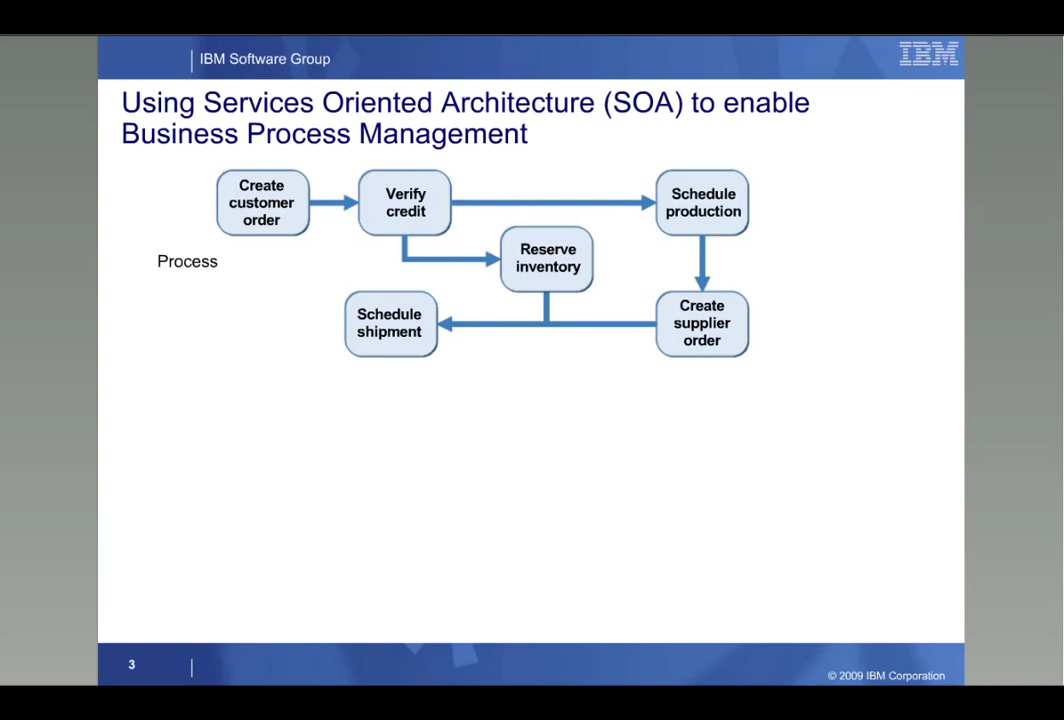 IBM Software Group
IBM
Using Services Oriented Architecture (SOA) to enable
Business Process Management
Create
customer
order
Verify
credit
Schedule
production
Reserve
inventory
Process
Schedule
shipment
Create
supplier
order
3
© 2009 IBM Corporation